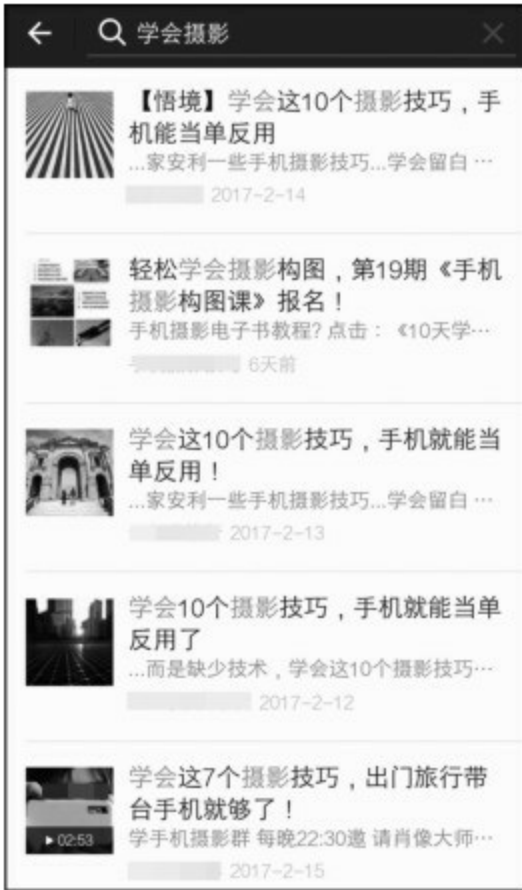 学会摄影
【悟境】学会这10个摄影技巧，手
机能当单反用
...家安利一些手机摄影技巧...学会留白 ...
2017-2-14
轻松学会摄影构图，第19期《手机
摄影构图课》报名！
手机摄影电子书教程? 点击：《10天学...
6天前
学会这10个摄影技巧，手机就能当
单反用！
...家安利一些手机摄影技巧...学会留白 ...
2017-2-13
学会10个摄影技巧，手机就能当单
反用了
...而是缺少技术，学会这10个摄影技巧...
2017-2-12
学会这7个摄影技巧，出门旅行带
台手机就够了！
02:53
学手机摄影群 每晚22:30邀 请肖像大师...
2017-2-15